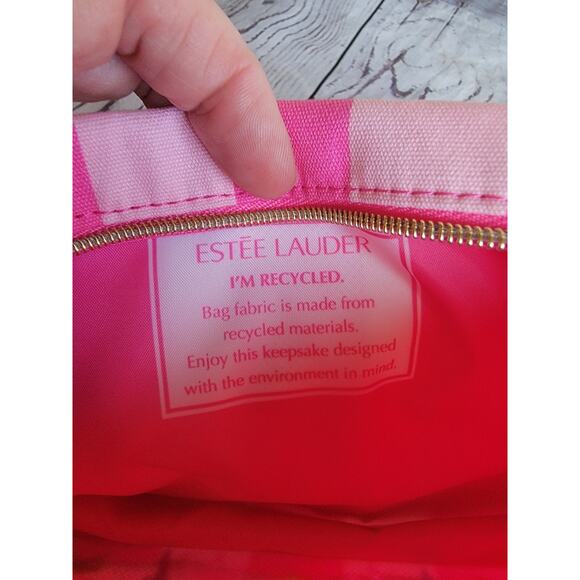 ESTĒE LAUDER
I'M RECYCLED.
Bag fabric is made from
recycled materials.
Enjoy this keepsake designed
with the environment in mind.